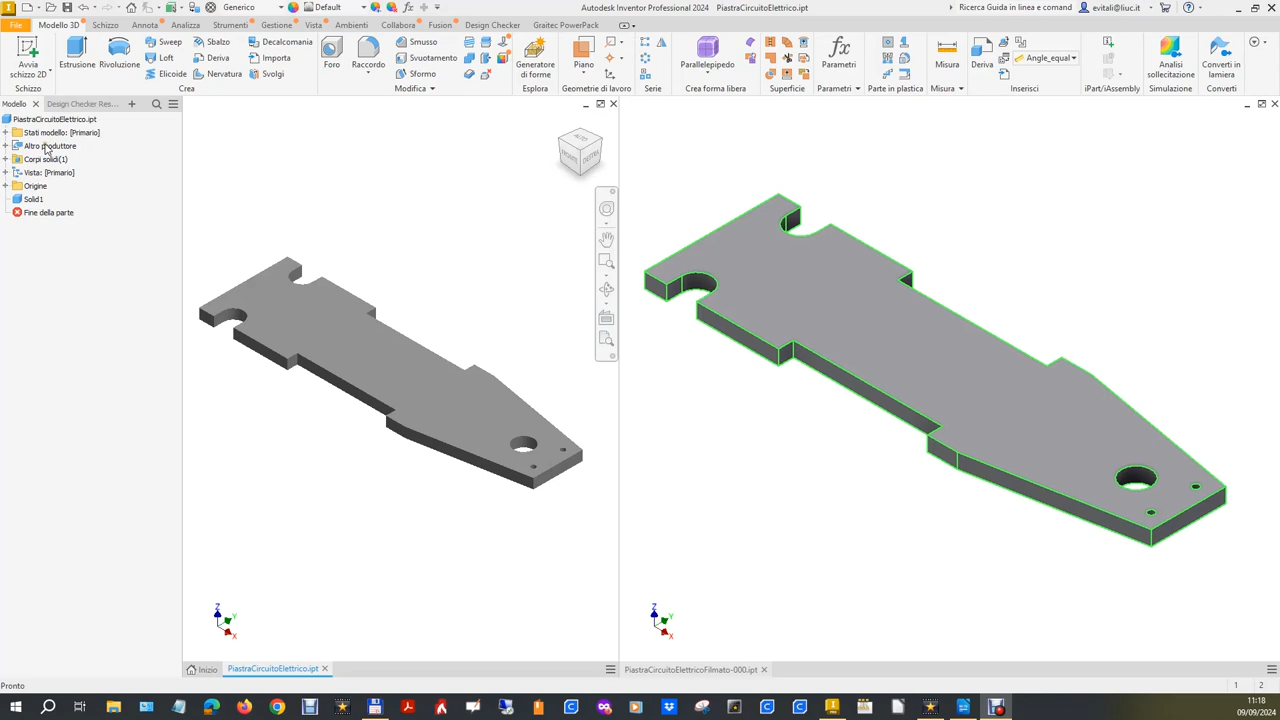 Generico
Default
Autodesk Inventor Professional 2024 PiastraCircuitoElettrico.ipt
Ricerca Guida in linea e comand
evitali@liuc.it
File
Modello 3D
Schizzo
Annota
Analizza
Strumenti
Gestione
Vista
Ambienti
Collabora
Fusion
Design Checker
Graitec PowerPack
Avvia
schizzo 2D
Estrusione
Rivoluzione
Sweep
Loft
Elicoide
Sbalzo
Deriva
Nervatura
Decalcomania
Importa
Svolgi
Foro
Raccordo
Smusso
Svuotamento
Sformo
Generatore
di forme
Piano
Parallelepipedo
Parametri
Misura
Deriva
Angle_equal
Analisi
sollecitazione
Converti in
lamiera
Schizzo
Crea
Modifica
Esplora
Geometrie di lavoro
Serie
Crea forma libera
Superficie
Parametri
Parte in plastica
Misura
Inserisci
iPart/iAssembly
Simulazione
Converti
Modello
Design Checker Res...
PiastraCircuitoElettrico.ipt
Stati modello: [Primario]
Altro produttore
Corpi solidi(1)
Vista: [Primario]
Origine
Solid1
Fine della parte
ALTO
FRONTE
DESTRA
Z
Y
X
Z
Y
X
Inizio
PiastraCircuitoElettrico.ipt
PiastraCircuitoElettricoFilmato-000.ipt
Pronto
1
2
11:18
09/09/2024